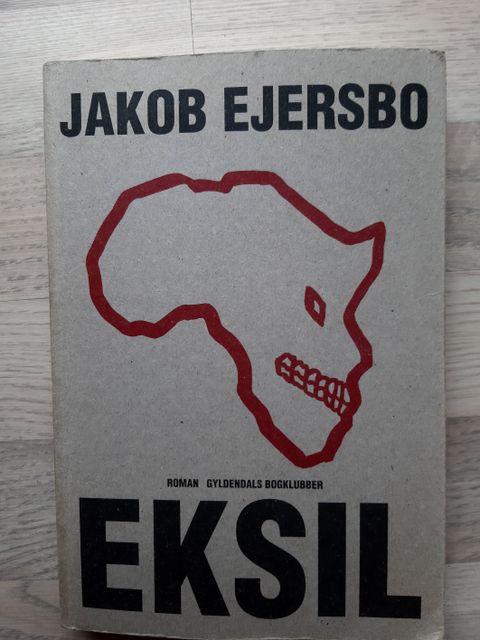 JAKOB EJERSBO
ROMAN GYLDENDALS BOGKLUBBER
EKSIL